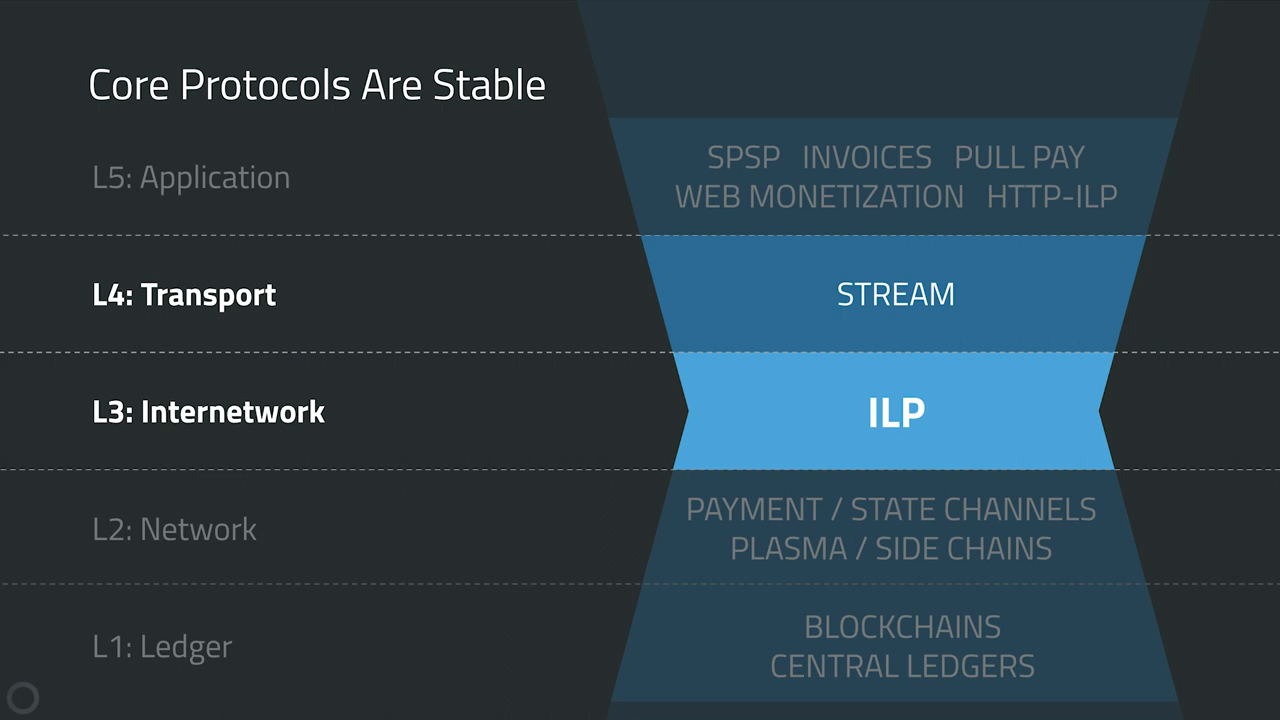 Core Protocols Are Stable
L5: Application
SPSP INVOICES PULL PAY
WEB MONETIZATION HTTP-ILP
L4: Transport
STREAM
L3: Internetwork
ILP
L2: Network
PAYMENT / STATE CHANNELS
PLASMA / SIDE CHAINS
L1: Ledger
BLOCKCHAINS
CENTRAL LEDGERS